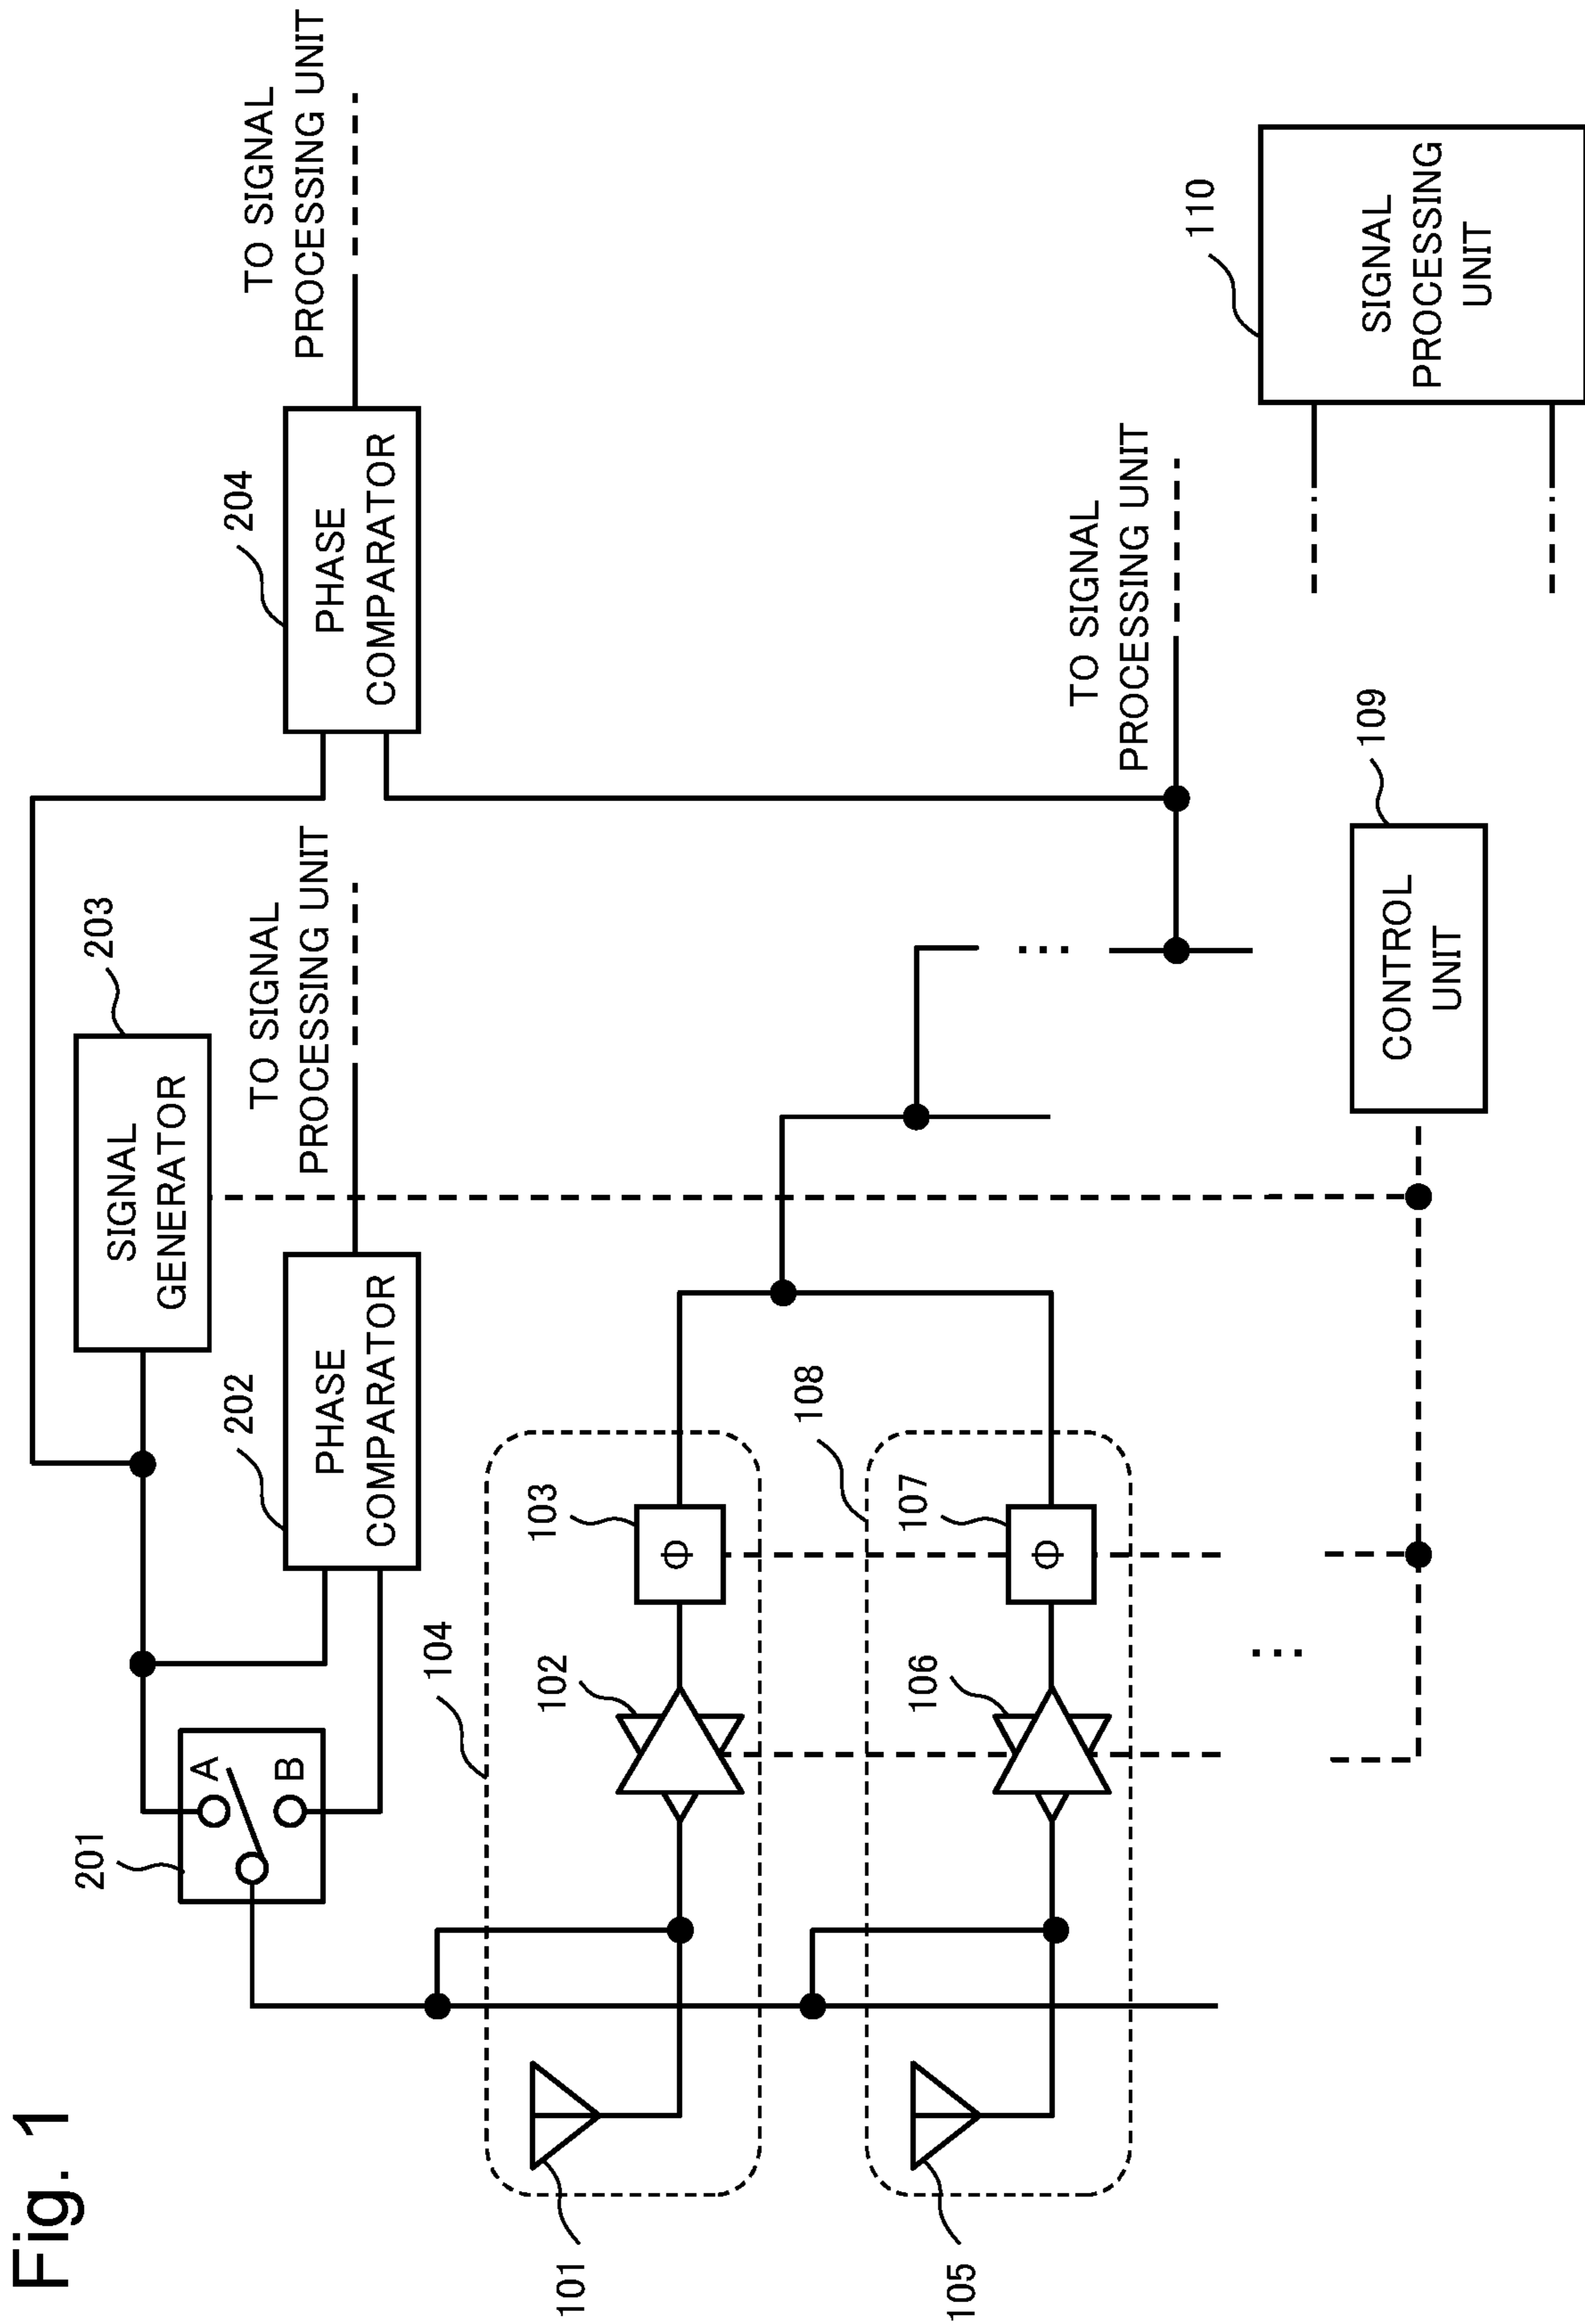 Fig. 1
203
SIGNAL
GENERATOR
201
A
B
202
PHASE
COMPARATOR
TO SIGNAL
PROCESSING UNIT
204
PHASE
COMPARATOR
TO SIGNAL
PROCESSING UNIT
104
101
102
103
Φ
108
105
106
107
Φ
...
...
TO SIGNAL
PROCESSING UNIT
109
CONTROL
UNIT
110
SIGNAL
PROCESSING
UNIT